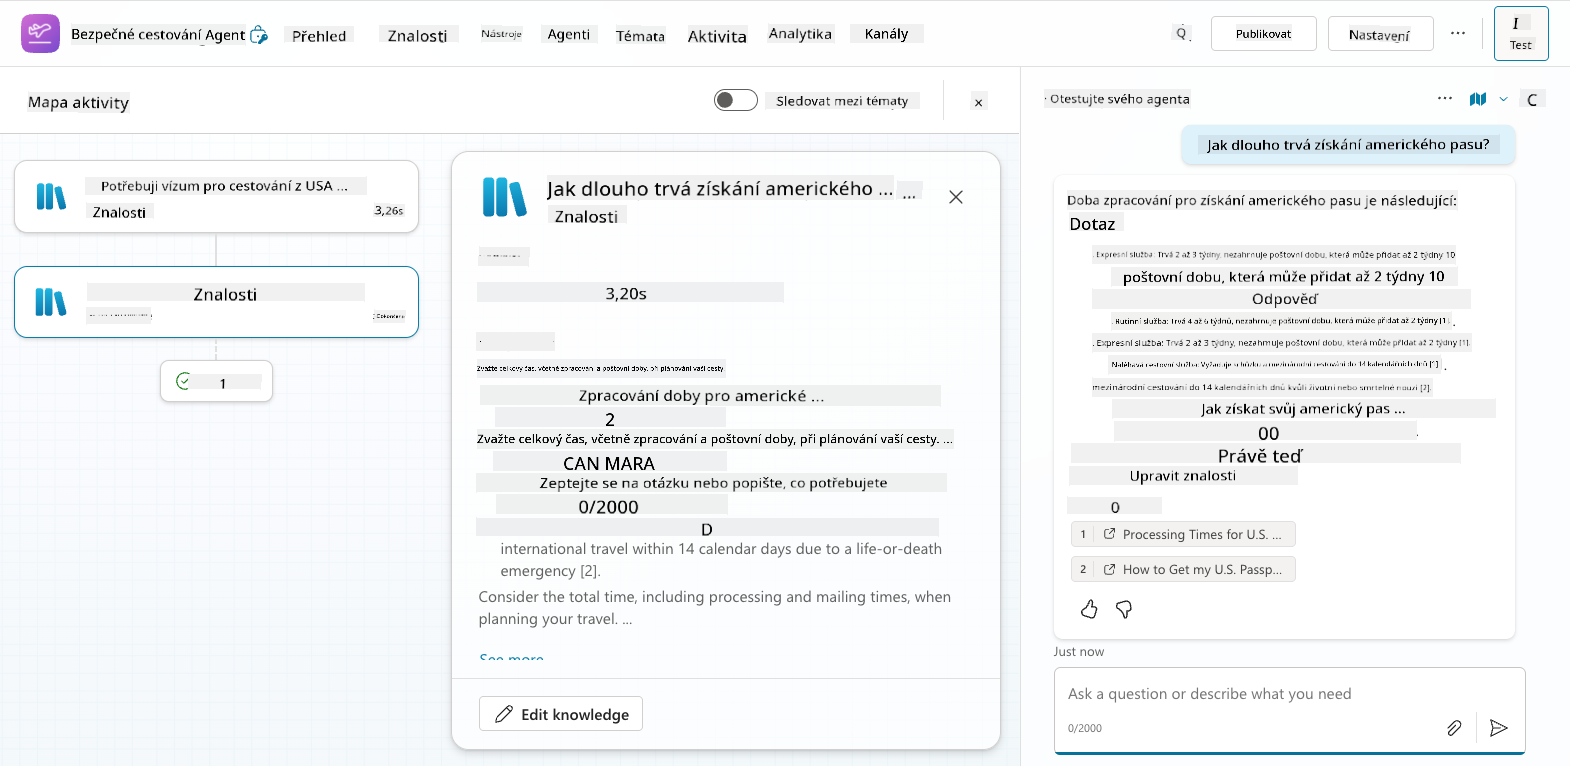 Bezpečné cestování Agent
Přehled
Znalosti
Nástroje
Agenti
Témata
Aktivita
Analytika
Kanály
Q
Publikovat
Nastavení
...
I
Test
Mapa aktivity
Sledovat mezi tématy
×
Potřebuji vízum pro cestování z USA ...
Znalosti
3,26s
Znalosti
1
Jak dlouho trvá získání amerického ... ...
Znalosti
3,20s
Zvažte celkový čas, včetně zpracování a poštovní doby, při plánování vaší cesty.
Zpracování doby pro americké ...
2
Zvažte celkový čas, včetně zpracování a poštovní doby, při plánování vaší cesty. ...
CAN MARA
Zeptejte se na otázku nebo popište, co potřebujete
0/2000
D
international travel within 14 calendar days due to a life-or-death
emergency [2].
Consider the total time, including processing and mailing times, when
planning your travel. ...
See more
Edit knowledge
· Otestujte svého agenta
...
C
Jak dlouho trvá získání amerického pasu?
Doba zpracování pro získání amerického pasu je následující:
Dotaz
. Expresní služba: Trvá 2 až 3 týdny, nezahrnuje poštovní dobu, která může přidat až 2 týdny 10
poštovní dobu, která může přidat až 2 týdny 10
Odpověď
. Rutinní služba: Trvá 4 až 6 týdnů, nezahrnuje poštovní dobu, která může přidat až 2 týdny [1].
. Expresní služba: Trvá 2 až 3 týdny, nezahrnuje poštovní dobu, která může přidat až 2 týdny [1].
Naléhavá cestovní služba: Vyžaduje schůzku a mezinárodní cestování do 14 kalendářních dnů [1]
mezinárodní cestování do 14 kalendářních dnů kvůli životní nebo smrtelné nouzi [2].
Jak získat svůj americký pas ...
00
Právě teď
Upravit znalosti
0
1 Processing Times for U.S. ...
2 How to Get my U.S. Passp...
Just now
Ask a question or describe what you need
0/2000